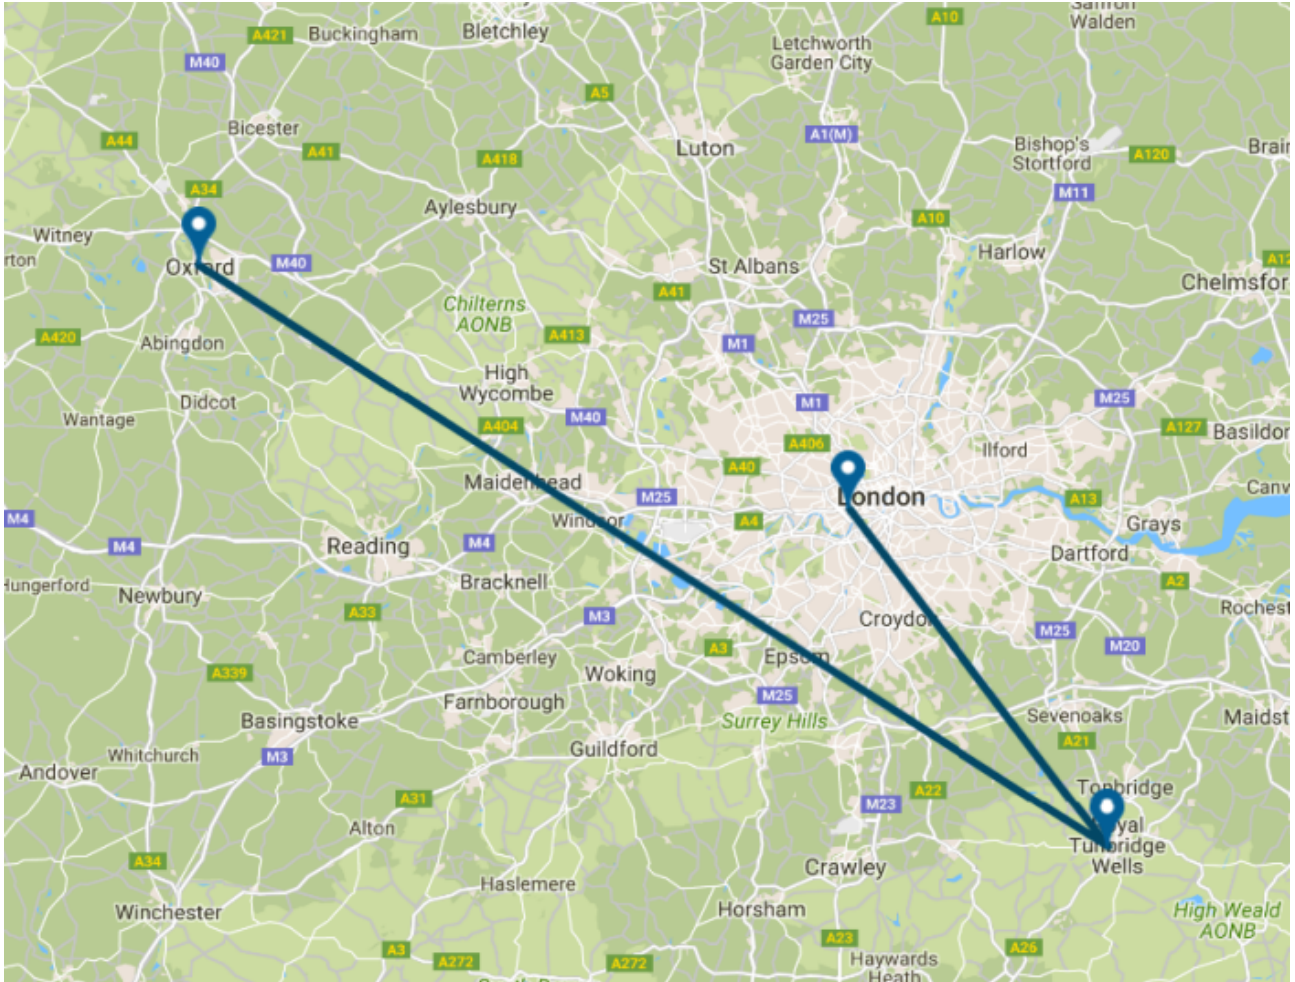 Saffron
Walden
A10
A421
Buckingham
Bletchley
Letchworth
Garden City
M40
A5
Bicester
A44
A41
A418
Luton
A1(M)
Bishop's
Stortford
A120
M11
A34
Aylesbury
A10
Witney
Oxford
M40
St Albans
Harlow
A41
Chilterns
AONB
M25
A420
Abingdon
A413
M1
High
Wycombe
Didcot
M1
M25
Wantage
A404
M40
A406
Ilford
A127
A40
Maidenhead
M25
London
A13
M4
Windsor
A4
Grays
M4
Reading
M4
Dartford
Hungerford
Newbury
Bracknell
A2
A33
M3
Croydon
M25
M20
A3
Epsom
Camberley
A339
Woking
M25
Farnborough
Basingstoke
Surrey Hills
Sevenoaks
A21
Guildford
Whitchurch
M3
Andover
Tonbridge
A31
M23
A22
Alton
Royal
Tunbridge
Wells
A34
Crawley
Haslemere
Winchester
Horsham
High Weald
AONB
A3
A272
A272
A23
A26
Haywards
Heath